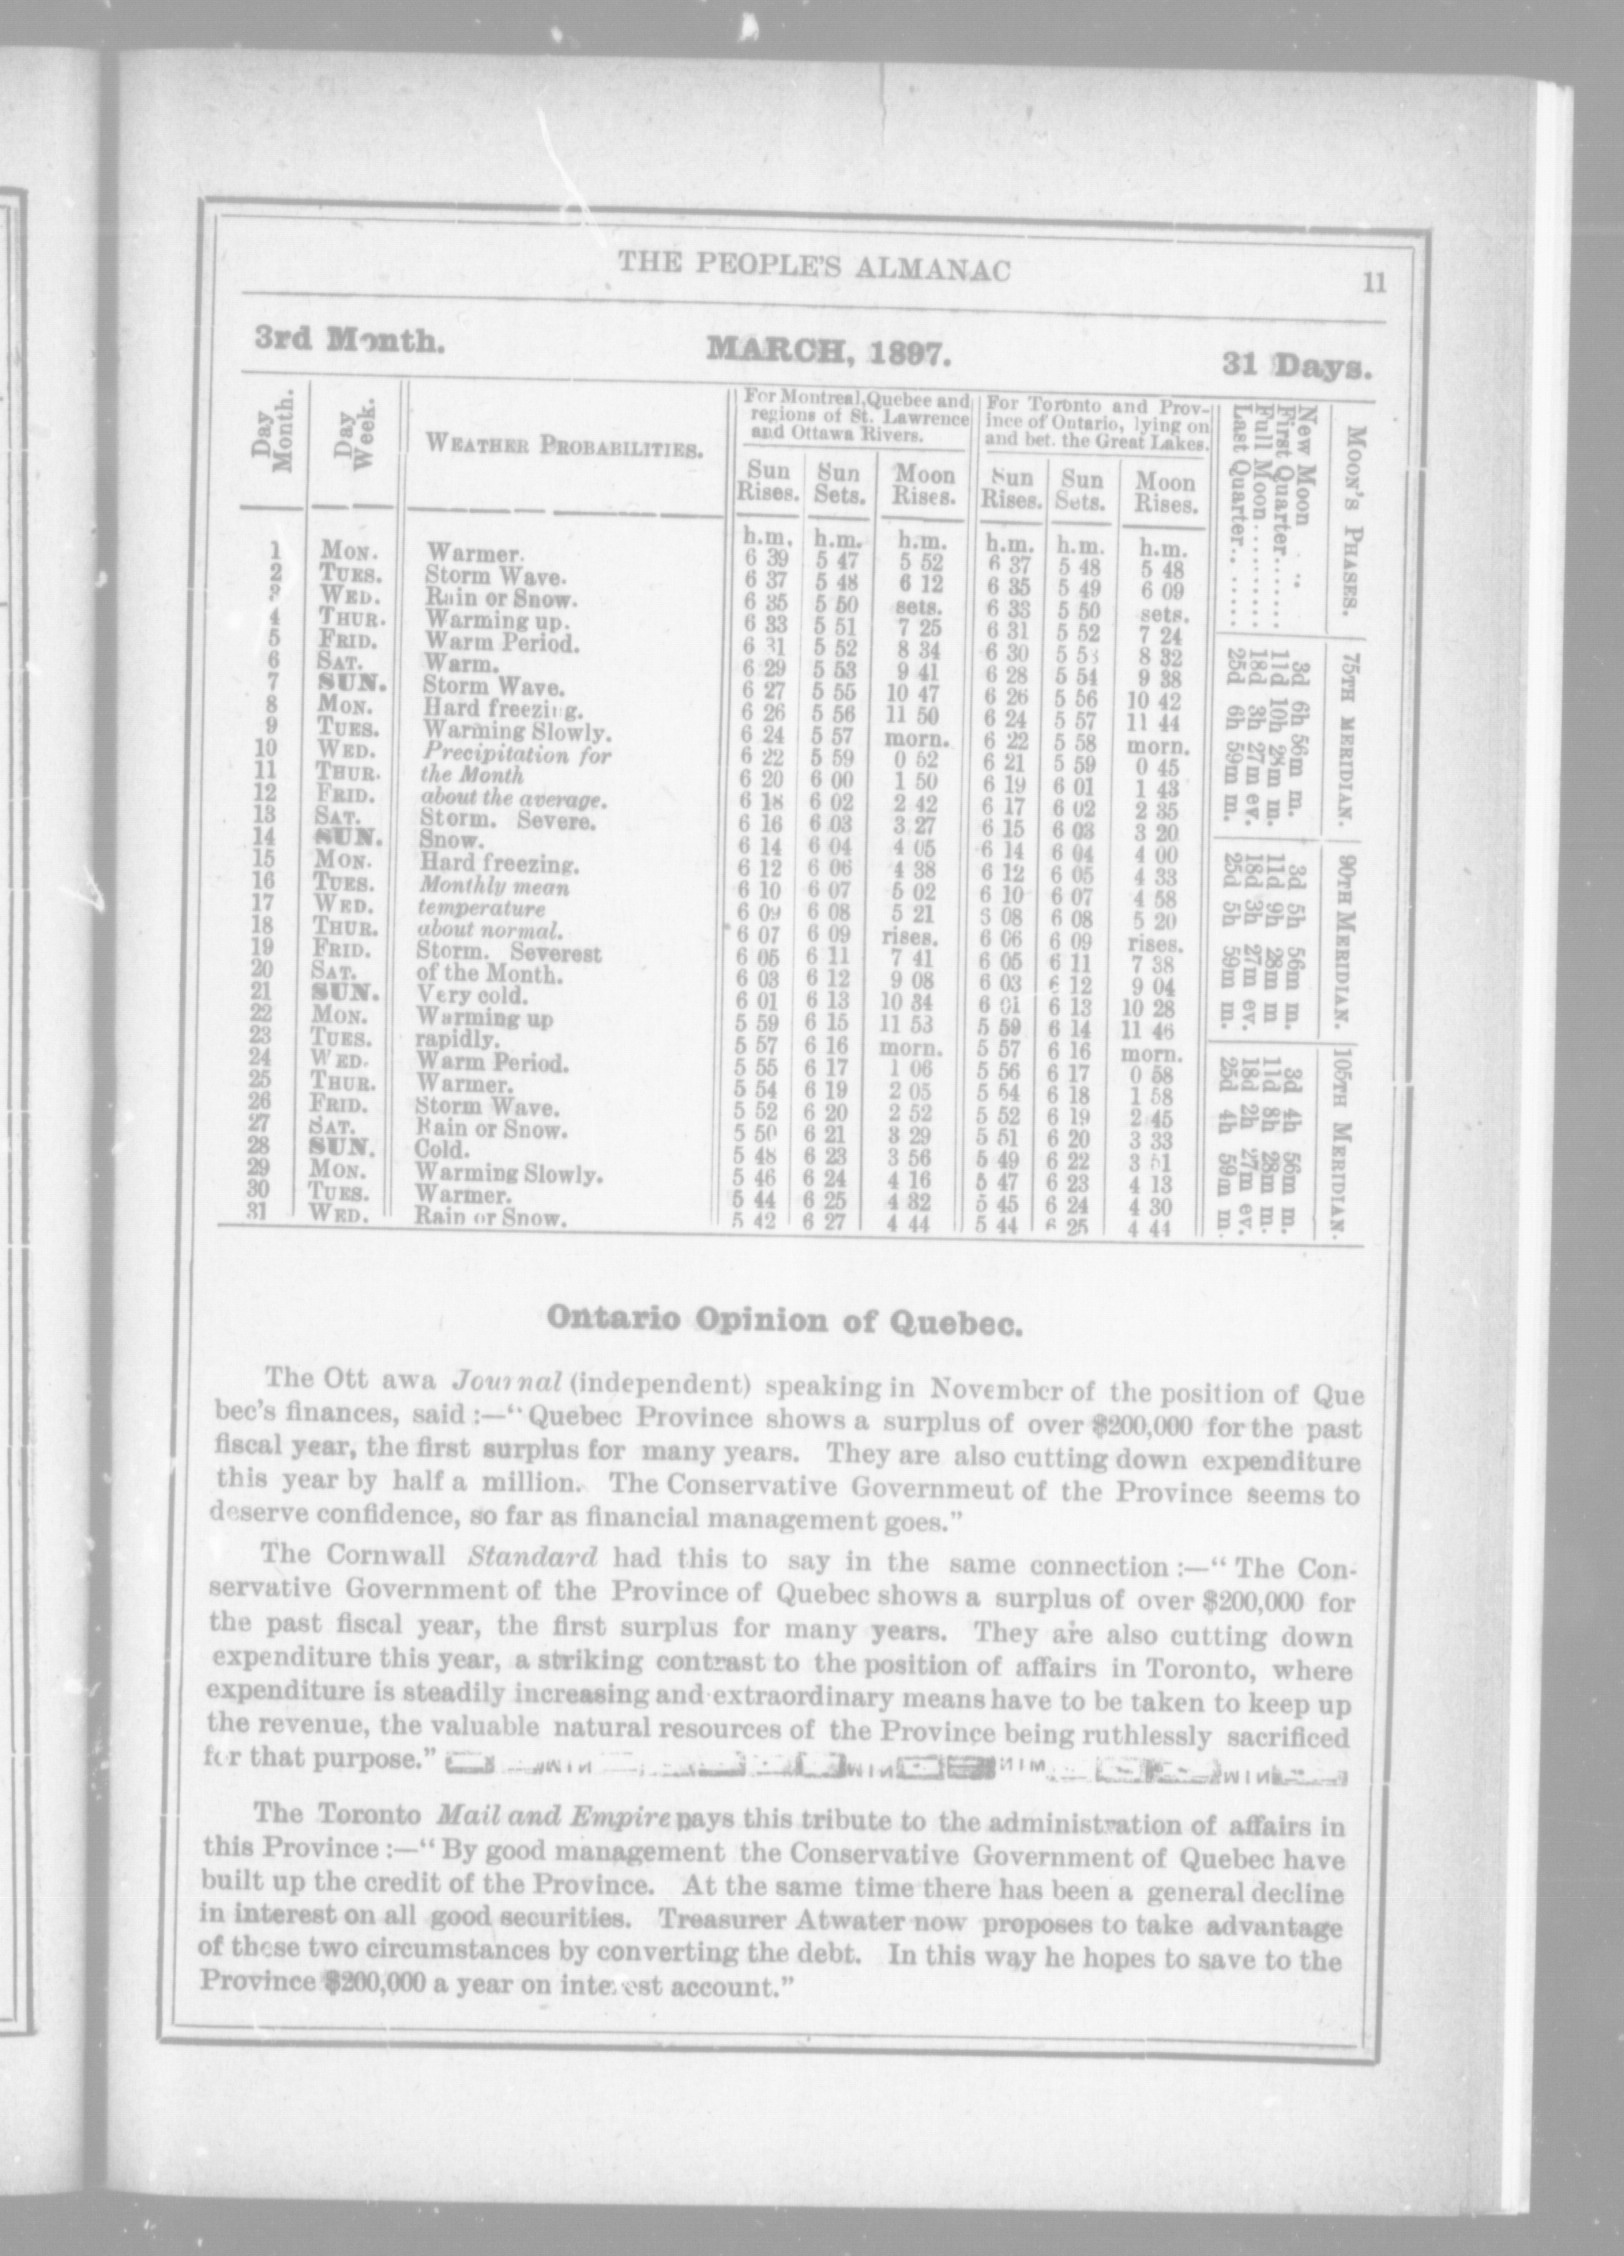 THE PEOPLE'S ALMANAC 11
3rd Month. MARCH, 1897. 31 Days.
Day Month. Day Week. WEATHER PROBABILITIES. For Montreal, Quebec and regions of St. Lawrence and Ottawa Rivers. For Toronto and Province of Ontario, lying on and bet. the Great Lakes.
Sun Rises. Sun Sets. Moon Rises. Sun Rises. Sun Sets. Moon Rises.
h.m. h.m. h.m. h.m. h.m. h.m.
1 MON. Warmer. 6 39 5 47 5 52 6 37 5 48 5 48
2 TUES. Storm Wave. 6 37 5 48 6 12 6 35 5 49 6 09
3 WED. Rain or Snow. 6 35 5 50 sets. 6 33 5 50 sets.
4 THUR. Warming up. 6 33 5 51 7 25 6 31 5 52 7 24
5 FRID. Warm Period. 6 31 5 52 8 34 6 30 5 53 8 32
6 SAT. Warm. 6 29 5 53 9 41 6 28 5 54 9 38
7 SUN. Storm Wave. 6 27 5 55 10 47 6 26 5 56 10 42
8 MON. Hard freezing. 6 26 5 56 11 50 6 24 5 57 11 44
9 TUES. Warming Slowly. 6 24 5 57 morn. 6 22 5 58 morn.
10 WED. Precipitation for 6 22 5 59 0 52 6 21 5 59 0 45
11 THUR. the Month 6 20 6 00 1 50 6 19 6 01 1 43
12 FRID. about the average. 6 18 6 02 2 42 6 17 6 02 2 35
13 SAT. Storm. Severe. 6 16 6 03 3 27 6 15 6 03 3 20
14 SUN. Snow. 6 14 6 04 4 05 6 14 6 04 4 00
15 MON. Hard freezing. 6 12 6 06 4 38 6 12 6 05 4 33
16 TUES. Monthly mean 6 10 6 07 5 02 6 10 6 07 4 58
17 WED. temperature 6 09 6 08 5 21 6 08 6 08 5 20
18 THUR. about normal. 6 07 6 09 rises. 6 06 6 09 rises.
19 FRID. Storm. Severest 6 05 6 11 7 41 6 05 6 11 7 38
20 SAT. of the Month. 6 03 6 12 9 08 6 03 6 12 9 04
21 SUN. Very cold. 6 01 6 13 10 34 6 01 6 13 10 28
22 MON. Warming up 5 59 6 15 11 53 5 59 6 14 11 46
23 TUES. rapidly. 5 57 6 16 morn. 5 57 6 16 morn.
24 WED. Warm Period. 5 55 6 17 1 06 5 56 6 17 0 58
25 THUR. Warmer. 5 54 6 19 2 05 5 54 6 18 1 58
26 FRID. Storm Wave. 5 52 6 20 2 52 5 52 6 19 2 45
27 SAT. Rain or Snow. 5 50 6 21 3 29 5 51 6 20 3 33
28 SUN. Cold. 5 48 6 23 3 56 5 49 6 22 3 51
29 MON. Warming Slowly. 5 46 6 24 4 16 5 47 6 23 4 13
30 TUES. Warmer. 5 44 6 25 4 32 5 45 6 24 4 30
31 WED. Rain or Snow. 5 42 6 27 4 44 5 44 6 25 4 44
MOON'S PHASES. 75TH MERIDIAN. 90TH MERIDIAN. 105TH MERIDIAN.
New Moon .. 3d 6h 56m m. 3d 5h 56m m. 3d 4h 56m m.
First Quarter...... 11d 10h 28m m. 11d 9h 28m m 11d 8h 28m m.
Full Moon......... 18d 3h 27m ev. 18d 3h 27m ev. 18d 2h 27m ev.
Last Quarter...... 25d 6h 59m m. 25d 5h 59m m. 25d 4h 59m m.
Ontario Opinion of Quebec.
The Ott awa Journal (independent) speaking in November of the position of Que
bec's finances, said :—"Quebec Province shows a surplus of over $200,000 for the past
fiscal year, the first surplus for many years. They are also cutting down expenditure
this year by half a million. The Conservative Governmeut of the Province seems to
deserve confidence, so far as financial management goes."
The Cornwall Standard had this to say in the same connection :—" The Con-
servative Government of the Province of Quebec shows a surplus of over $200,000 for
the past fiscal year, the first surplus for many years. They are also cutting down
expenditure this year, a striking contrast to the position of affairs in Toronto, where
expenditure is steadily increasing and extraordinary means have to be taken to keep up
the revenue, the valuable natural resources of the Province being ruthlessly sacrificed
for that purpose."
The Toronto Mail and Empire pays this tribute to the administration of affairs in
this Province :—" By good management the Conservative Government of Quebec have
built up the credit of the Province. At the same time there has been a general decline
in interest on all good securities. Treasurer Atwater now proposes to take advantage
of these two circumstances by converting the debt. In this way he hopes to save to the
Province $200,000 a year on interest account."